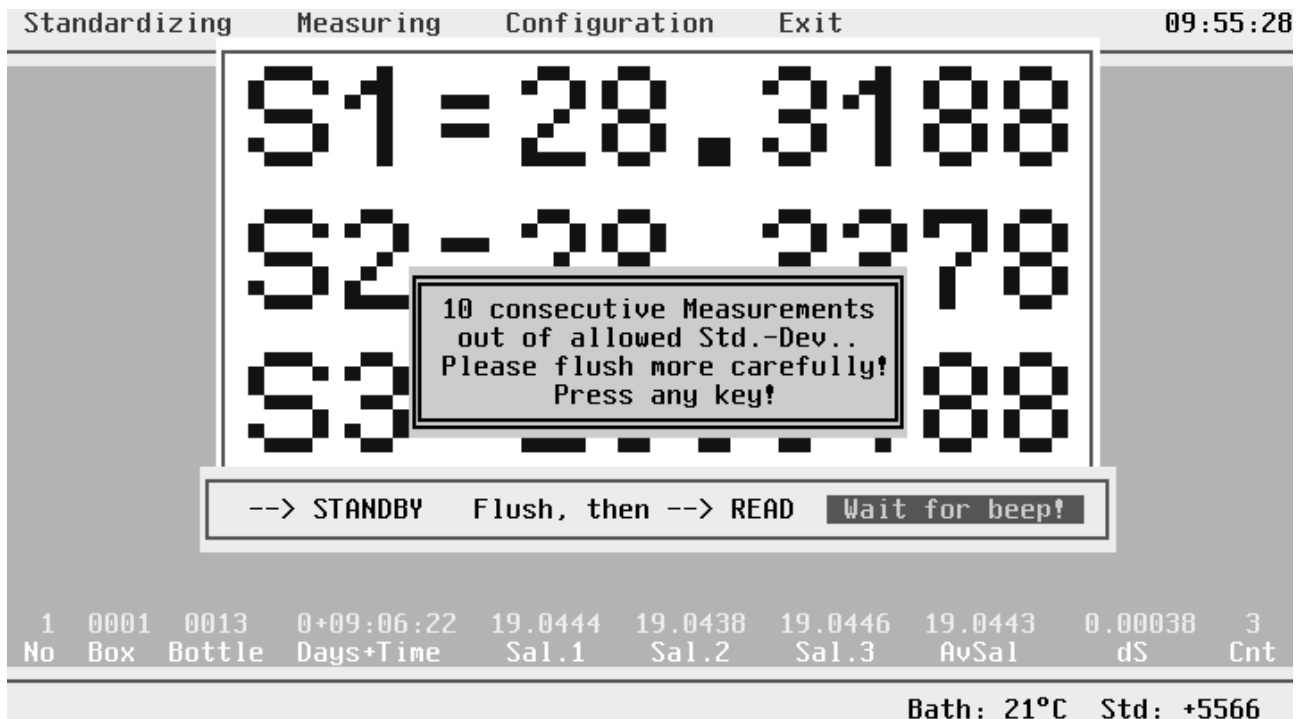 Standardizing Measuring Configuration Exit 09:55:28
S1=28.3188
10 consecutive Measurements
out of allowed Std.-Dev..
Please flush more carefully!
Press any key!
--> STANDBY Flush, then --> READ Wait for beep!
1 0001 0013 0+09:06:22 19.0444 19.0438 19.0446 19.0443 0.00038 3
No Box Bottle Days+Time Sal.1 Sal.2 Sal.3 AvSal dS Cnt
Bath: 21°C Std: +5566